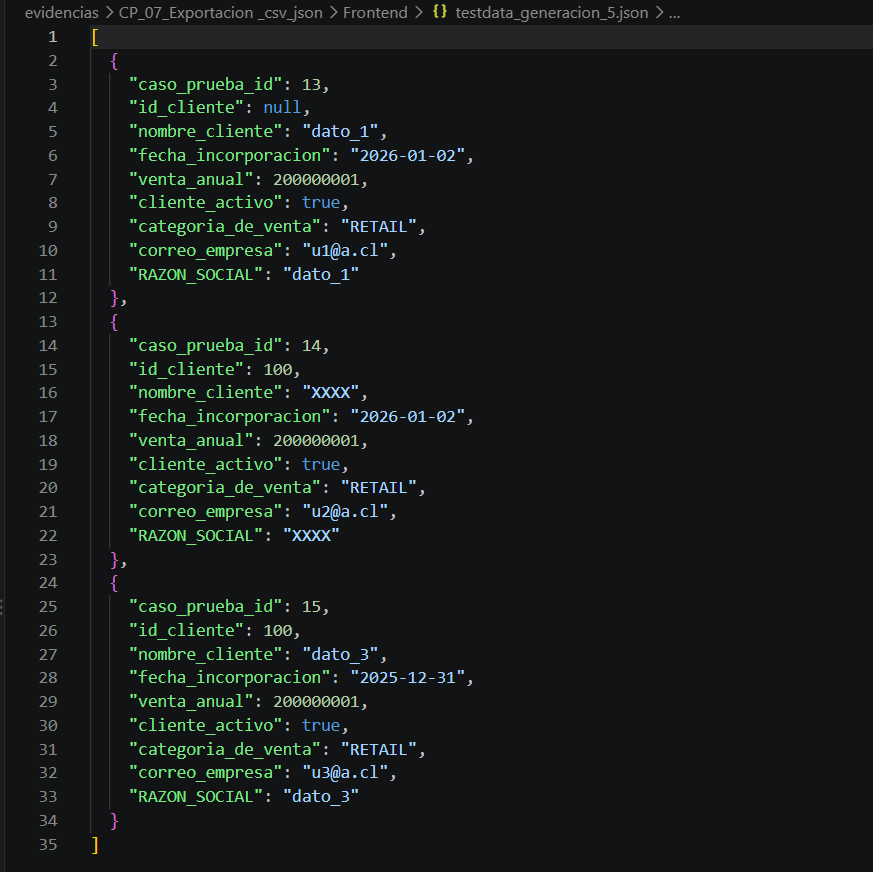 evidencias > CP_07_Exportacion _csv_json > Frontend > {} testdata_generacion_5.json > ...
1 [
2 {
3 "caso_prueba_id": 13,
4 "id_cliente": null,
5 "nombre_cliente": "dato_1",
6 "fecha_incorporacion": "2026-01-02",
7 "venta_anual": 200000001,
8 "cliente_activo": true,
9 "categoria_de_venta": "RETAIL",
10 "correo_empresa": "u1@a.cl",
11 "RAZON_SOCIAL": "dato_1"
12 },
13 {
14 "caso_prueba_id": 14,
15 "id_cliente": 100,
16 "nombre_cliente": "XXXX",
17 "fecha_incorporacion": "2026-01-02",
18 "venta_anual": 200000001,
19 "cliente_activo": true,
20 "categoria_de_venta": "RETAIL",
21 "correo_empresa": "u2@a.cl",
22 "RAZON_SOCIAL": "XXXX"
23 },
24 {
25 "caso_prueba_id": 15,
26 "id_cliente": 100,
27 "nombre_cliente": "dato_3",
28 "fecha_incorporacion": "2025-12-31",
29 "venta_anual": 200000001,
30 "cliente_activo": true,
31 "categoria_de_venta": "RETAIL",
32 "correo_empresa": "u3@a.cl",
33 "RAZON_SOCIAL": "dato_3"
34 }
35 ]